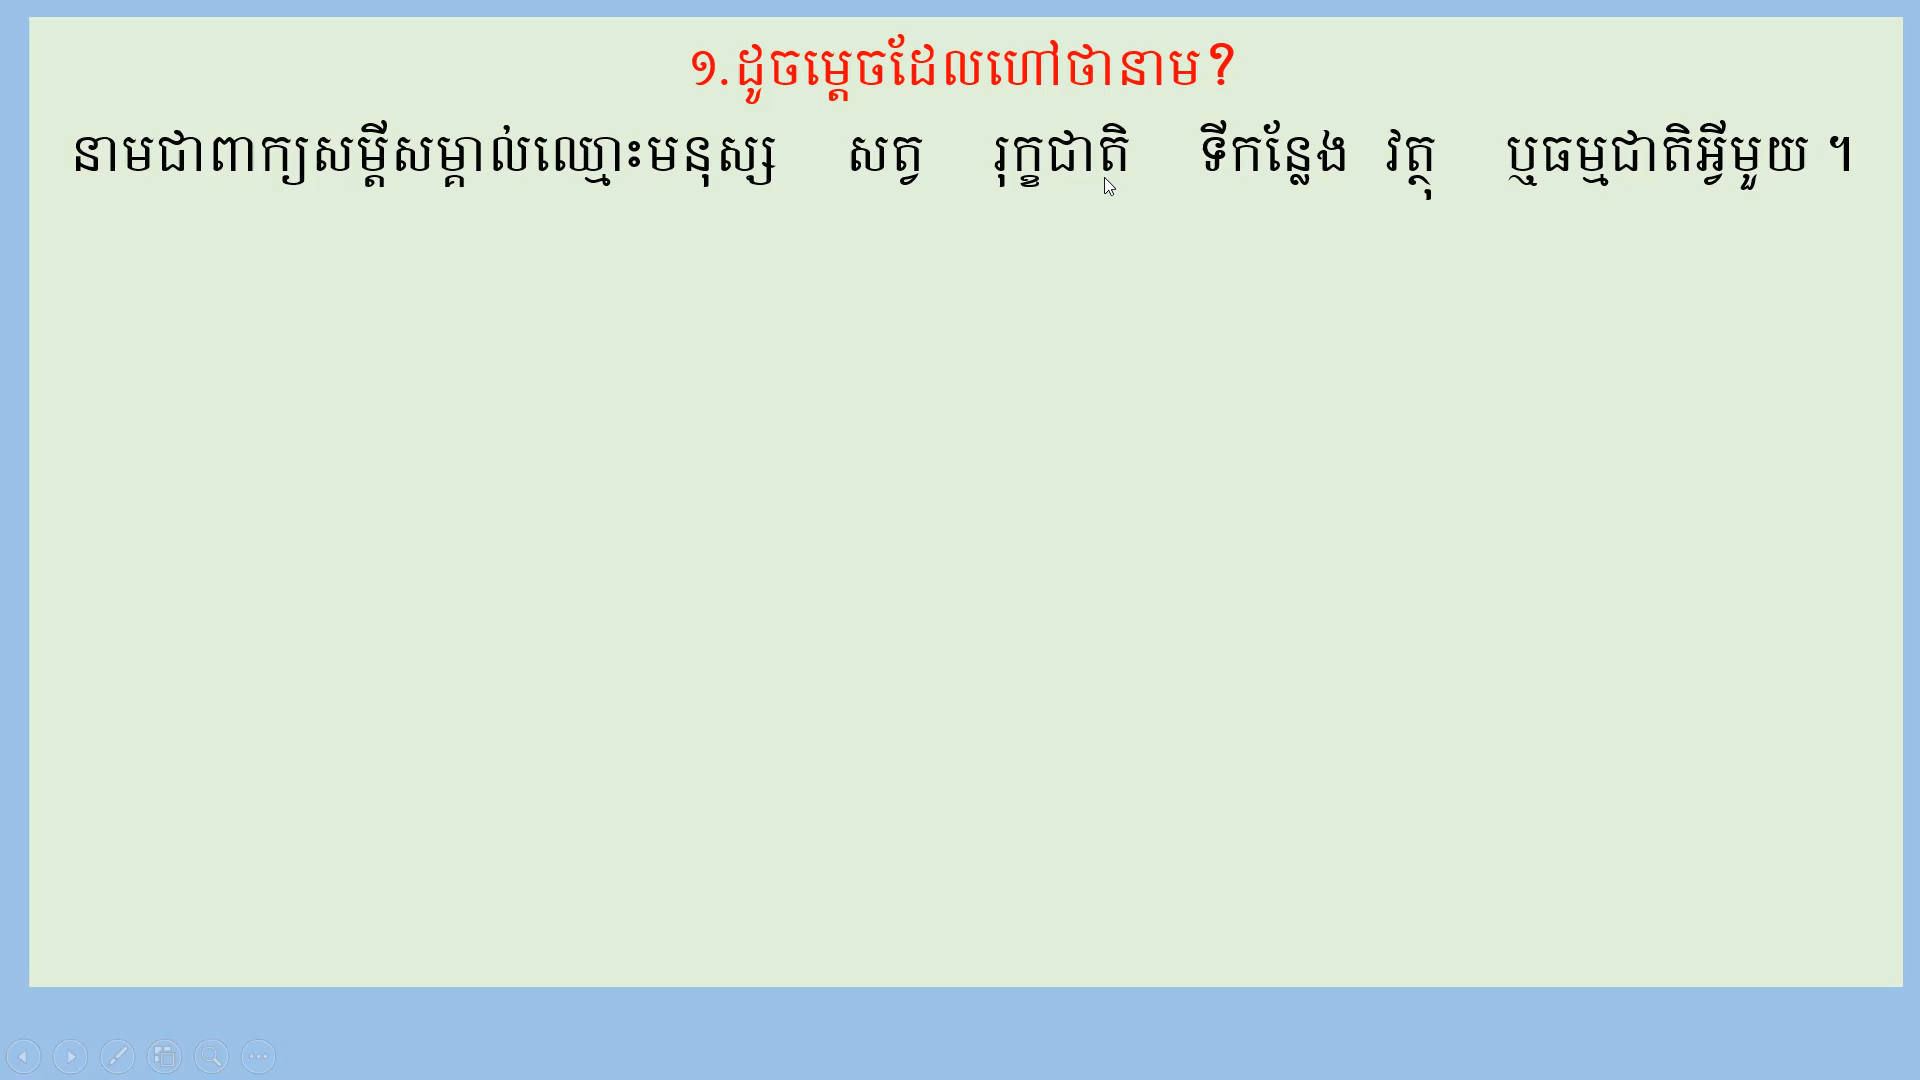 ១.ដូចម្ដេចដែលហៅថានាម?
នាមជាពាក្យសម្ដីសម្គាល់ឈ្មោះមនុស្ស សត្វ រុក្ខជាតិ ទីកន្លែង វត្ថុ ឬធម្មជាតិអ្វីមួយ ។